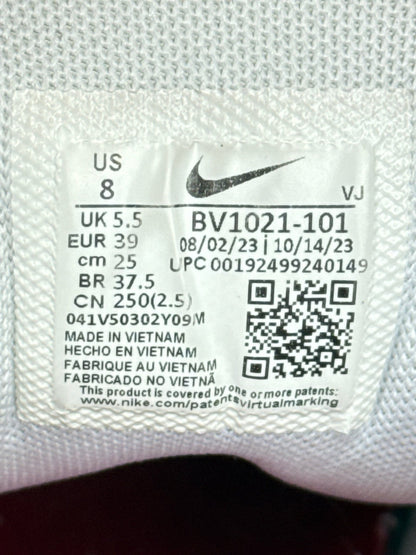 US
8
VJ
UK 5.5
BV1021-101
EUR 39
08/02/23 | 10/14/23
cm 25
UPC 00192499240149
BR 37.5
CN 250(2.5)
041V50302Y09M
MADE IN VIETNAM
HECHO EN VIETNAM
FABRIQUE AU VIETNAM
FABRICADO NO VIETNÃ
This product is covered by one or more patents:
www.nike.com/patentsvirtualmarking